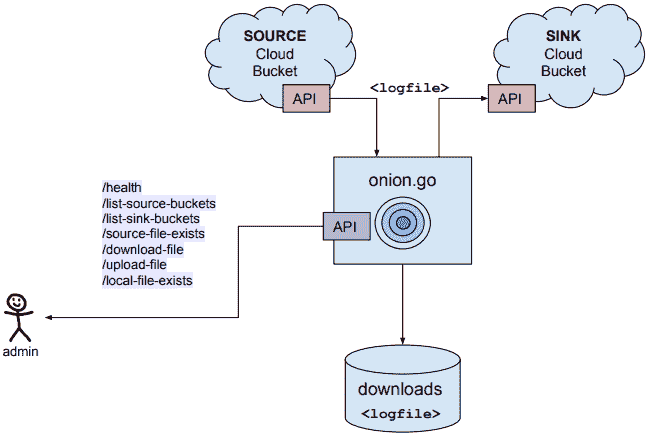 SOURCE
Cloud
Bucket
API
<logfile>
SINK
Cloud
Bucket
API
onion.go
API
/health
/list-source-buckets
/list-sink-buckets
/source-file-exists
/download-file
/upload-file
/local-file-exists
admin
downloads
<logfile>